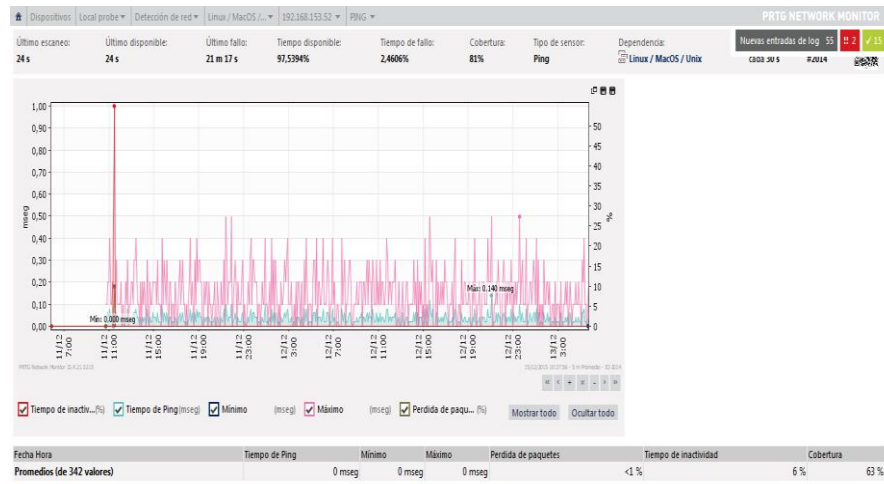 Dispositivos Local probe Detección de red Linux / MacOS /... 192.168.153.52 PING PRTG NETWORK MONITOR
Nuevas entradas de log 55 2 15
Último escaneo: Último disponible: Último fallo: Tiempo disponible: Tiempo de fallo: Cobertura: Tipo de sensor: Dependencia:
24 s 24 s 21 m 17 s 97,5394% 2,4606% 81% Ping Linux / MacOS / Unix cada 30 s #2014
1,00
0,90
0,80
0,70
0,60
0,50
0,40
0,30
0,20
0,10
0,00
mseg
50
45
40
35
30
25
20
15
10
5
0
%
Mín: 0.000 mseg
Máx: 0.140 mseg
11/12 7:00
11/12 11:00
11/12 15:00
11/12 19:00
11/12 23:00
12/12 3:00
12/12 7:00
12/12 11:00
12/12 15:00
12/12 19:00
12/12 23:00
13/12 3:00
PRTG Network Monitor
« < + = - > »
Tiempo de inactiv...(%) Tiempo de Ping(mseg) Mínimo (mseg) Máximo (mseg) Perdida de paqu... (%) Mostrar todo Ocultar todo
Fecha Hora Tiempo de Ping Mínimo Máximo Perdida de paquetes Tiempo de inactividad Cobertura
Promedios (de 342 valores) 0 mseg 0 mseg 0 mseg <1 % 6 % 63 %